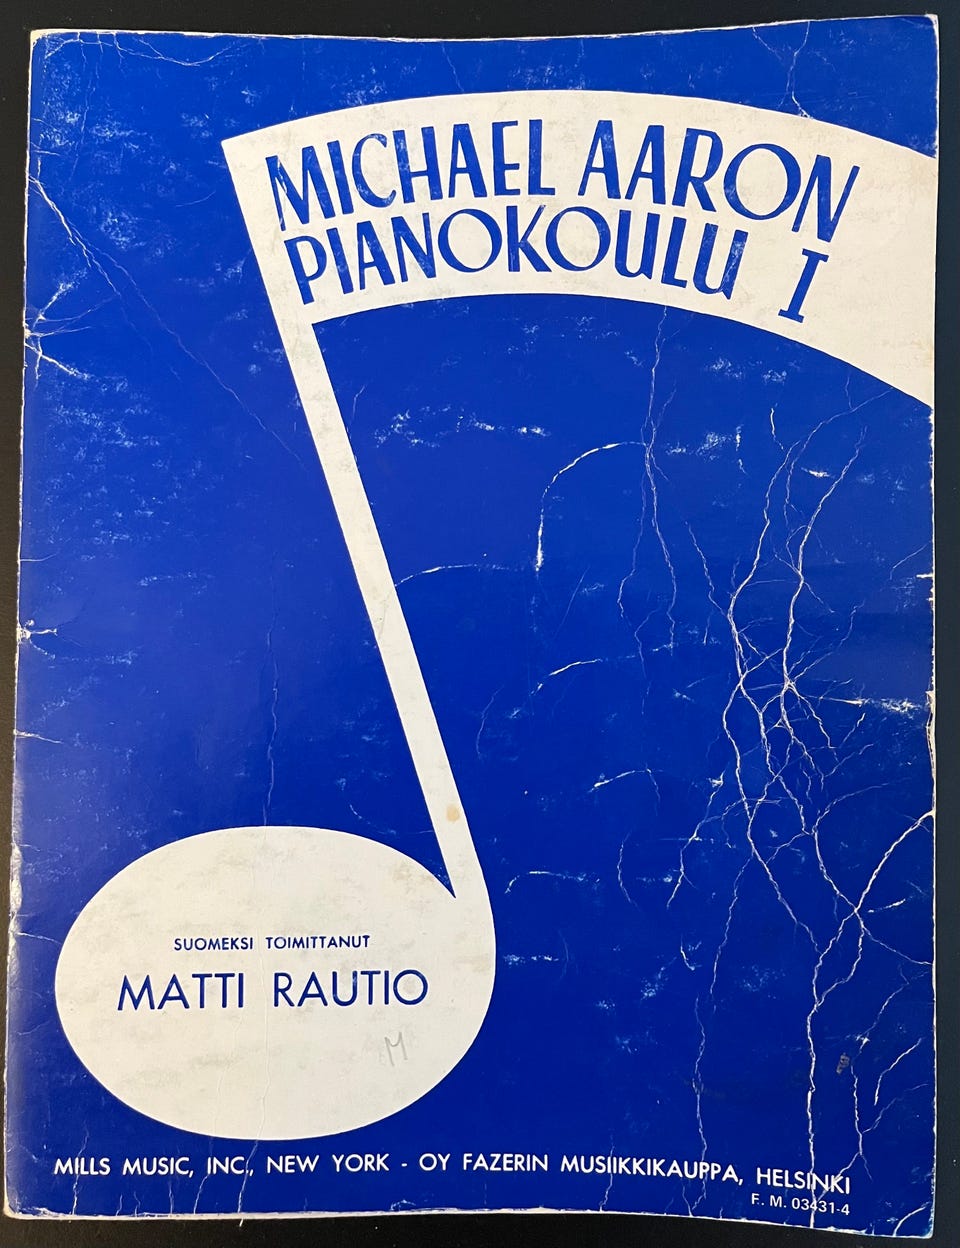 MICHAEL AARON
PIANOKOULU I
SUOMEKSI TOIMITTANUT
MATTI RAUTIO
M
MILLS MUSIC, INC., NEW YORK - OY FAZERIN MUSIIKKIKAUPPA, HELSINKI
F. M. 03431-4